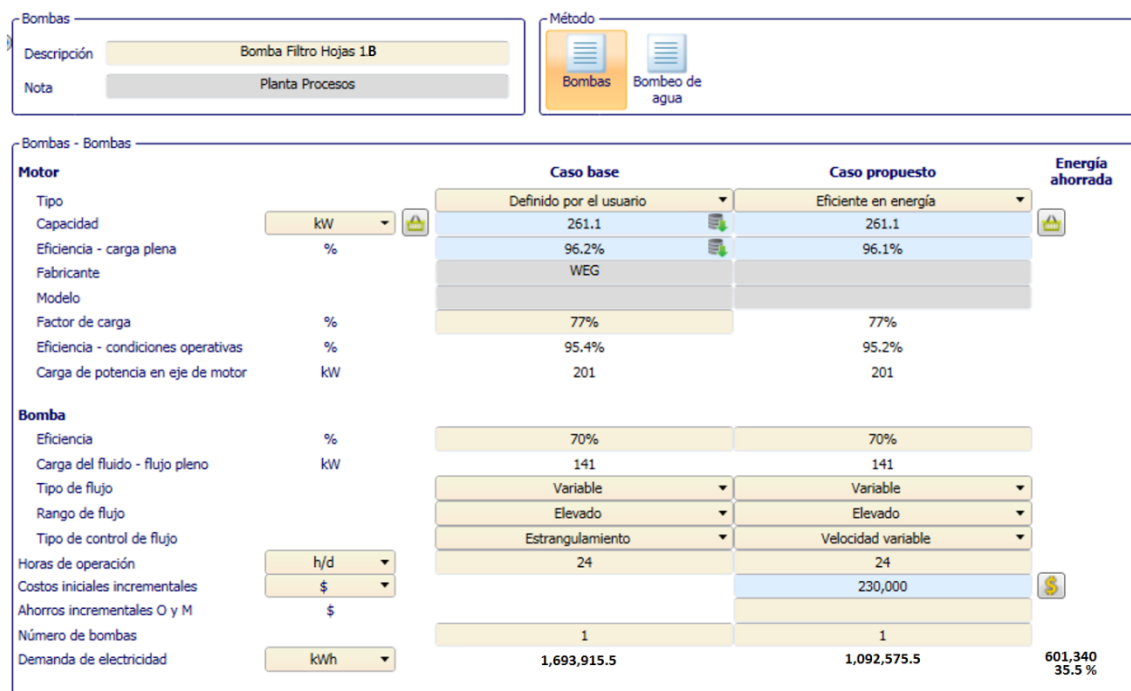 Bombas
Descripción Bomba Filtro Hojas 1.B
Nota Planta Procesos
Método
Bombas
Bombeo de
agua
Bombas - Bombas
Motor Caso base Caso propuesto Energía
ahorrada
Tipo Definido por el usuario Eficiente en energía
Capacidad kW 261.1 261.1
Eficiencia - carga plena % 96.2% 96.1%
Fabricante WEG
Modelo
Factor de carga % 77% 77%
Eficiencia - condiciones operativas % 95.4% 95.2%
Carga de potencia en eje de motor kW 201 201
Bomba
Eficiencia % 70% 70%
Carga del fluido - flujo pleno kW 141 141
Tipo de flujo Variable Variable
Rango de flujo Elevado Elevado
Tipo de control de flujo Estrangulamiento Velocidad variable
Horas de operación h/d 24 24
Costos iniciales incrementales $ 230,000 $
Ahorros incrementales O y M $
Número de bombas 1 1
Demanda de electricidad kWh 1,693,915.5 1,092,575.5 601,340
35.5 %